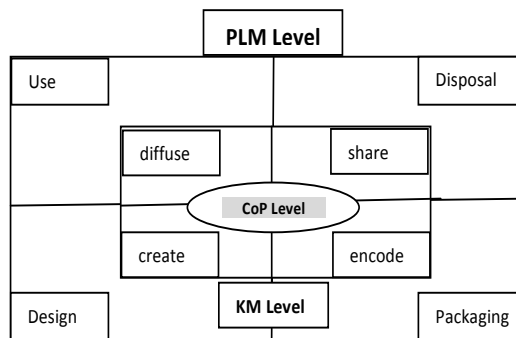 PLM Level
Use
Disposal
diffuse
share
CoP Level
create
encode
Design
KM Level
Packaging